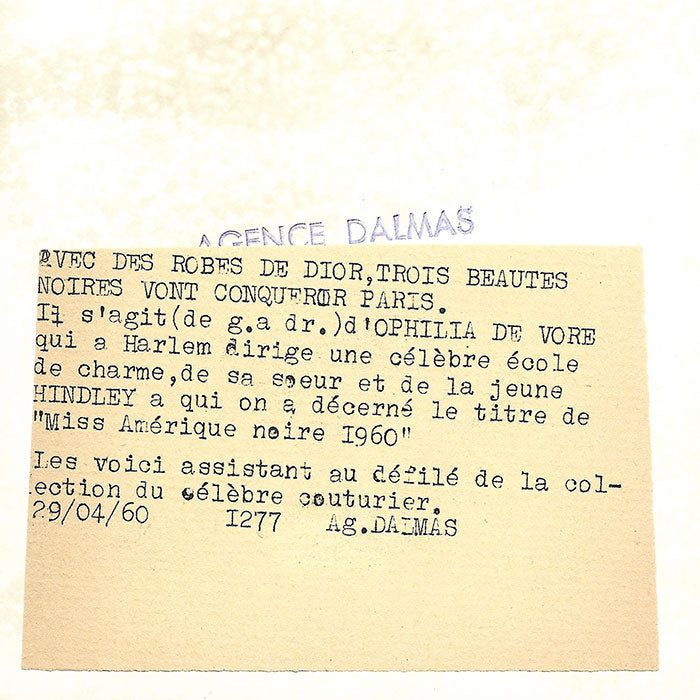 AGENCE DALMAS
AVEC DES ROBES DE DIOR,TROIS BEAUTES
NOIRES VONT CONQUERIR PARIS.
Il s'agit(de g.a dr.)d'OPHILIA DE VORE
qui a Harlem dirige une célèbre école
de charme,de sa soeur et de la jeune
HINDLEY a qui on a décerné le titre de
"Miss Amérique noire I960"
Les voici assistant au défilé de la col-
lection du célèbre couturier.
29/04/60 I277 Ag.DALMAS